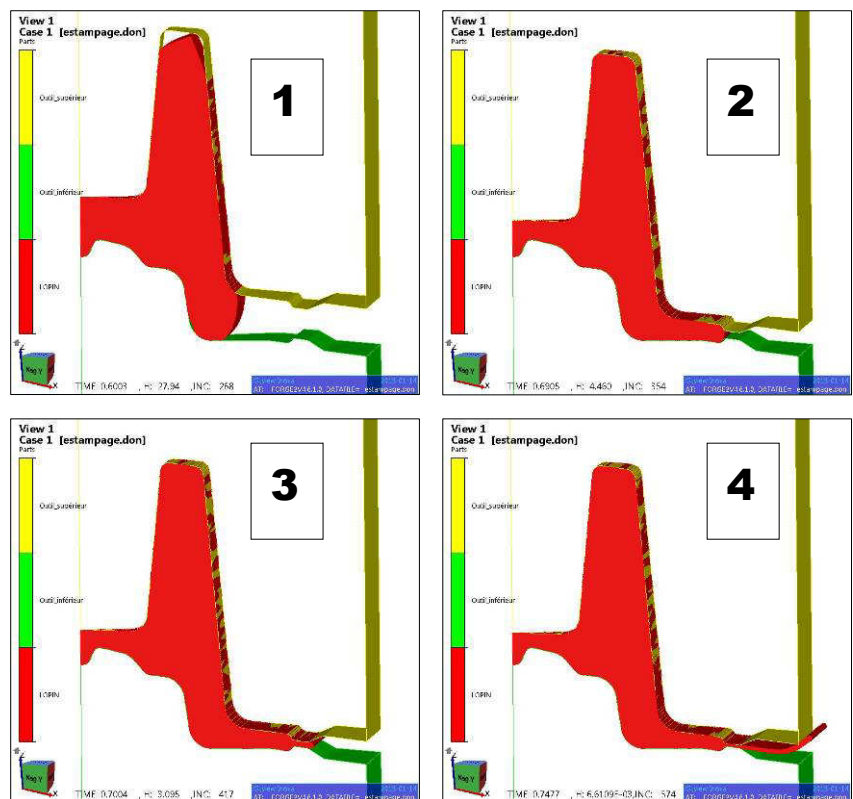 View 1
Case 1 [estampage.don]
Parts
Outil_supérieur
Outil_inférieur
LOPIN
1
TIME 0.6003 , H: 27.94 ,INC: 268
View 1
Case 1 [estampage.don]
Parts
Outil_supérieur
Outil_inférieur
LOPIN
2
TIME 0.6905 , H: 4.460 ,INC: 354
View 1
Case 1 [estampage.don]
Parts
Outil_supérieur
Outil_inférieur
LOPIN
3
TIME 0.7004 , H: 3.095 ,INC: 417
View 1
Case 1 [estampage.don]
Parts
Outil_supérieur
Outil_inférieur
LOPIN
4
TIME 0.7477 , H: 6.6109F-03,INC: 574